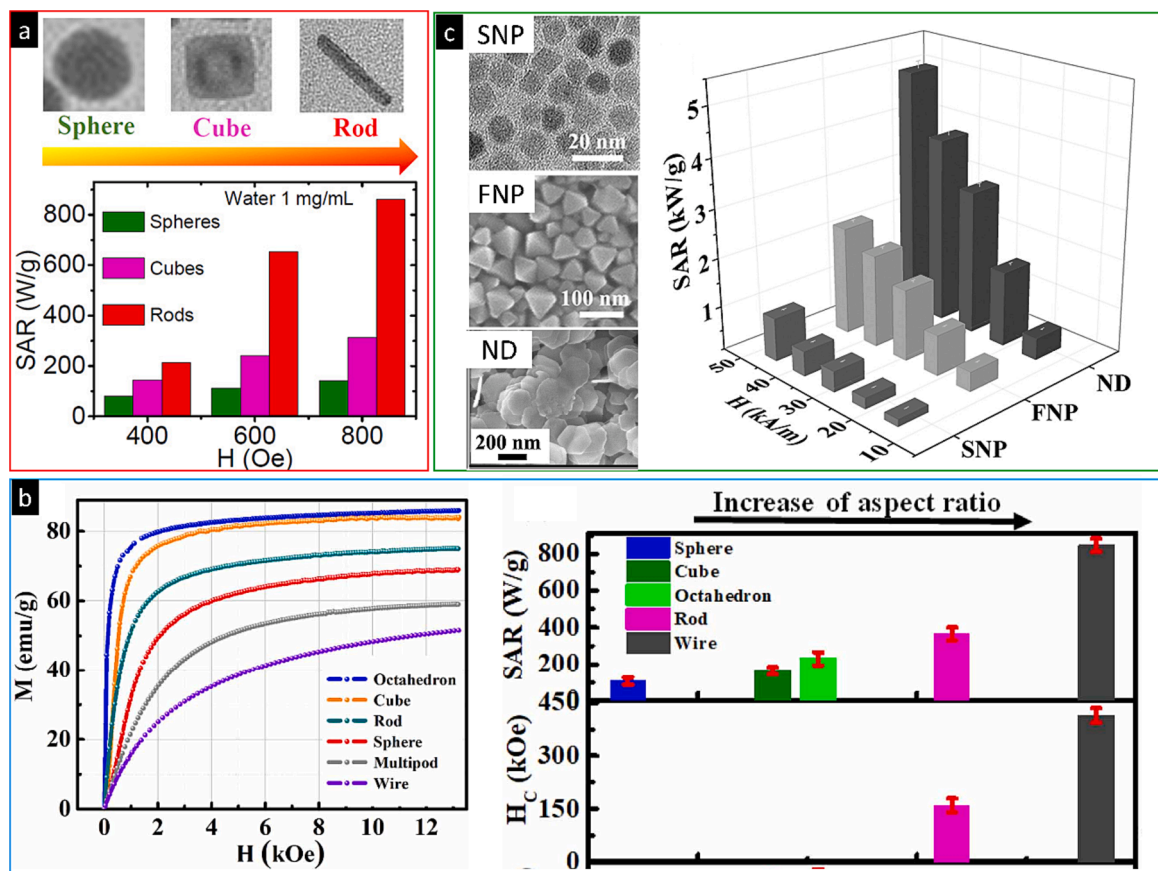 a
Sphere
Cube
Rod
Water 1 mg/mL
Spheres
Cubes
Rods
SAR (W/g)
800
600
400
200
0
400
600
800
H (Oe)
c
SNP
20 nm
FNP
100 nm
ND
200 nm
SAR (kW/g)
5
4
3
2
1
50
40
30
20
10
H (kA/m)
SNP
FNP
ND
b
M (emu/g)
80
60
40
20
0
Octahedron
Cube
Rod
Sphere
Multipod
Wire
0
2
4
6
8
10
12
H (kOe)
Increase of aspect ratio
Sphere
Cube
Octahedron
Rod
Wire
SAR (W/g)
800
600
400
200
450
300
150
0
H_C (kOe)